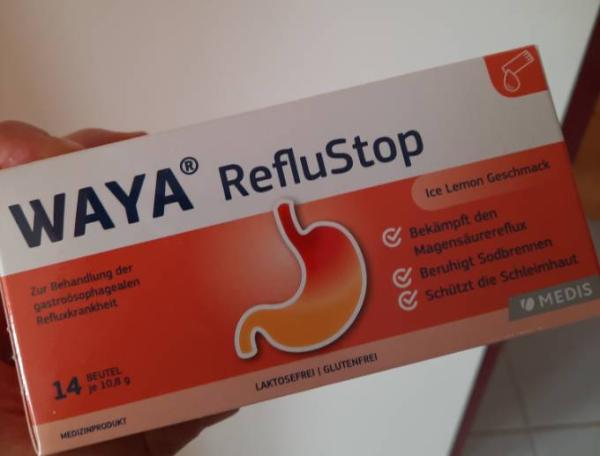 WAYA® RefluStop
Ice Lemon Geschmack
Bekämpft den
Magensäurereflux
Beruhigt Sodbrennen
Schützt die Schleimhaut
Zur Behandlung der
gastroösophagealen
Refluxkrankheit
MEDIS
14 BEUTEL
je 10,8 g
LAKTOSEFREI | GLUTENFREI
MEDIZINPRODUKT